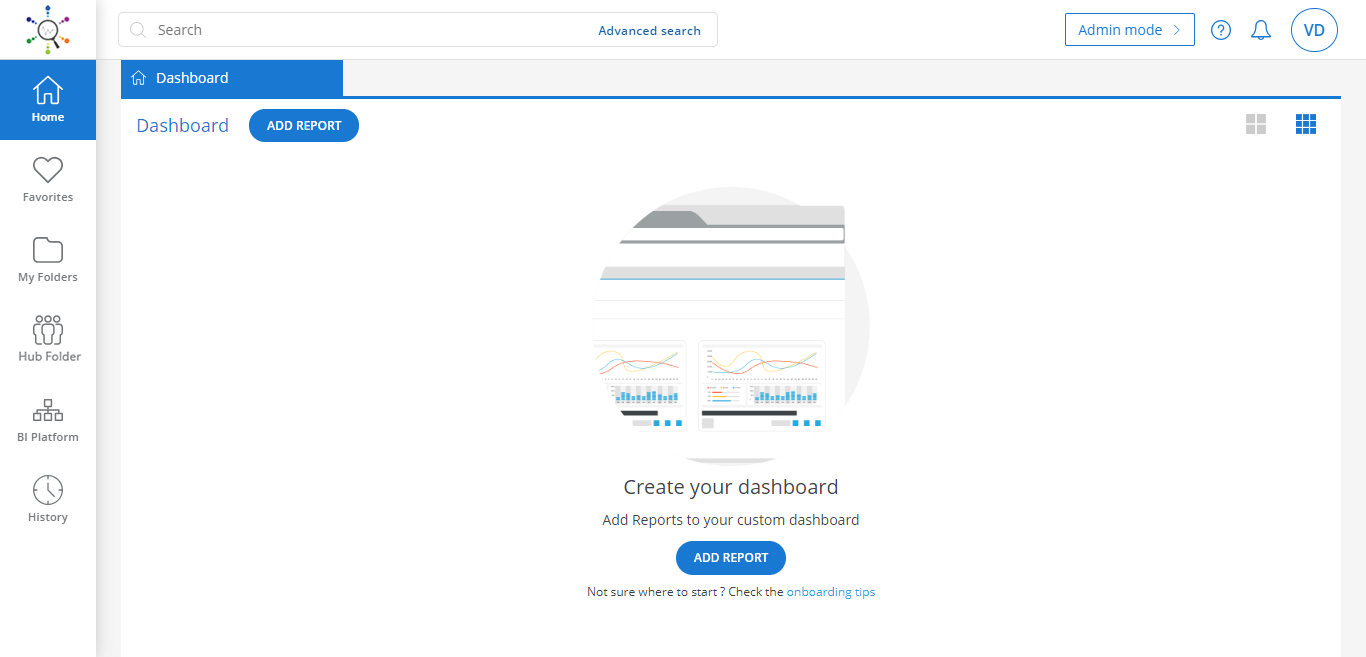 Search
Advanced search
Admin mode
VD
Home
Favorites
My Folders
Hub Folder
BI Platform
History
Dashboard
Dashboard
ADD REPORT
Create your dashboard
Add Reports to your custom dashboard
ADD REPORT
Not sure where to start ? Check the onboarding tips